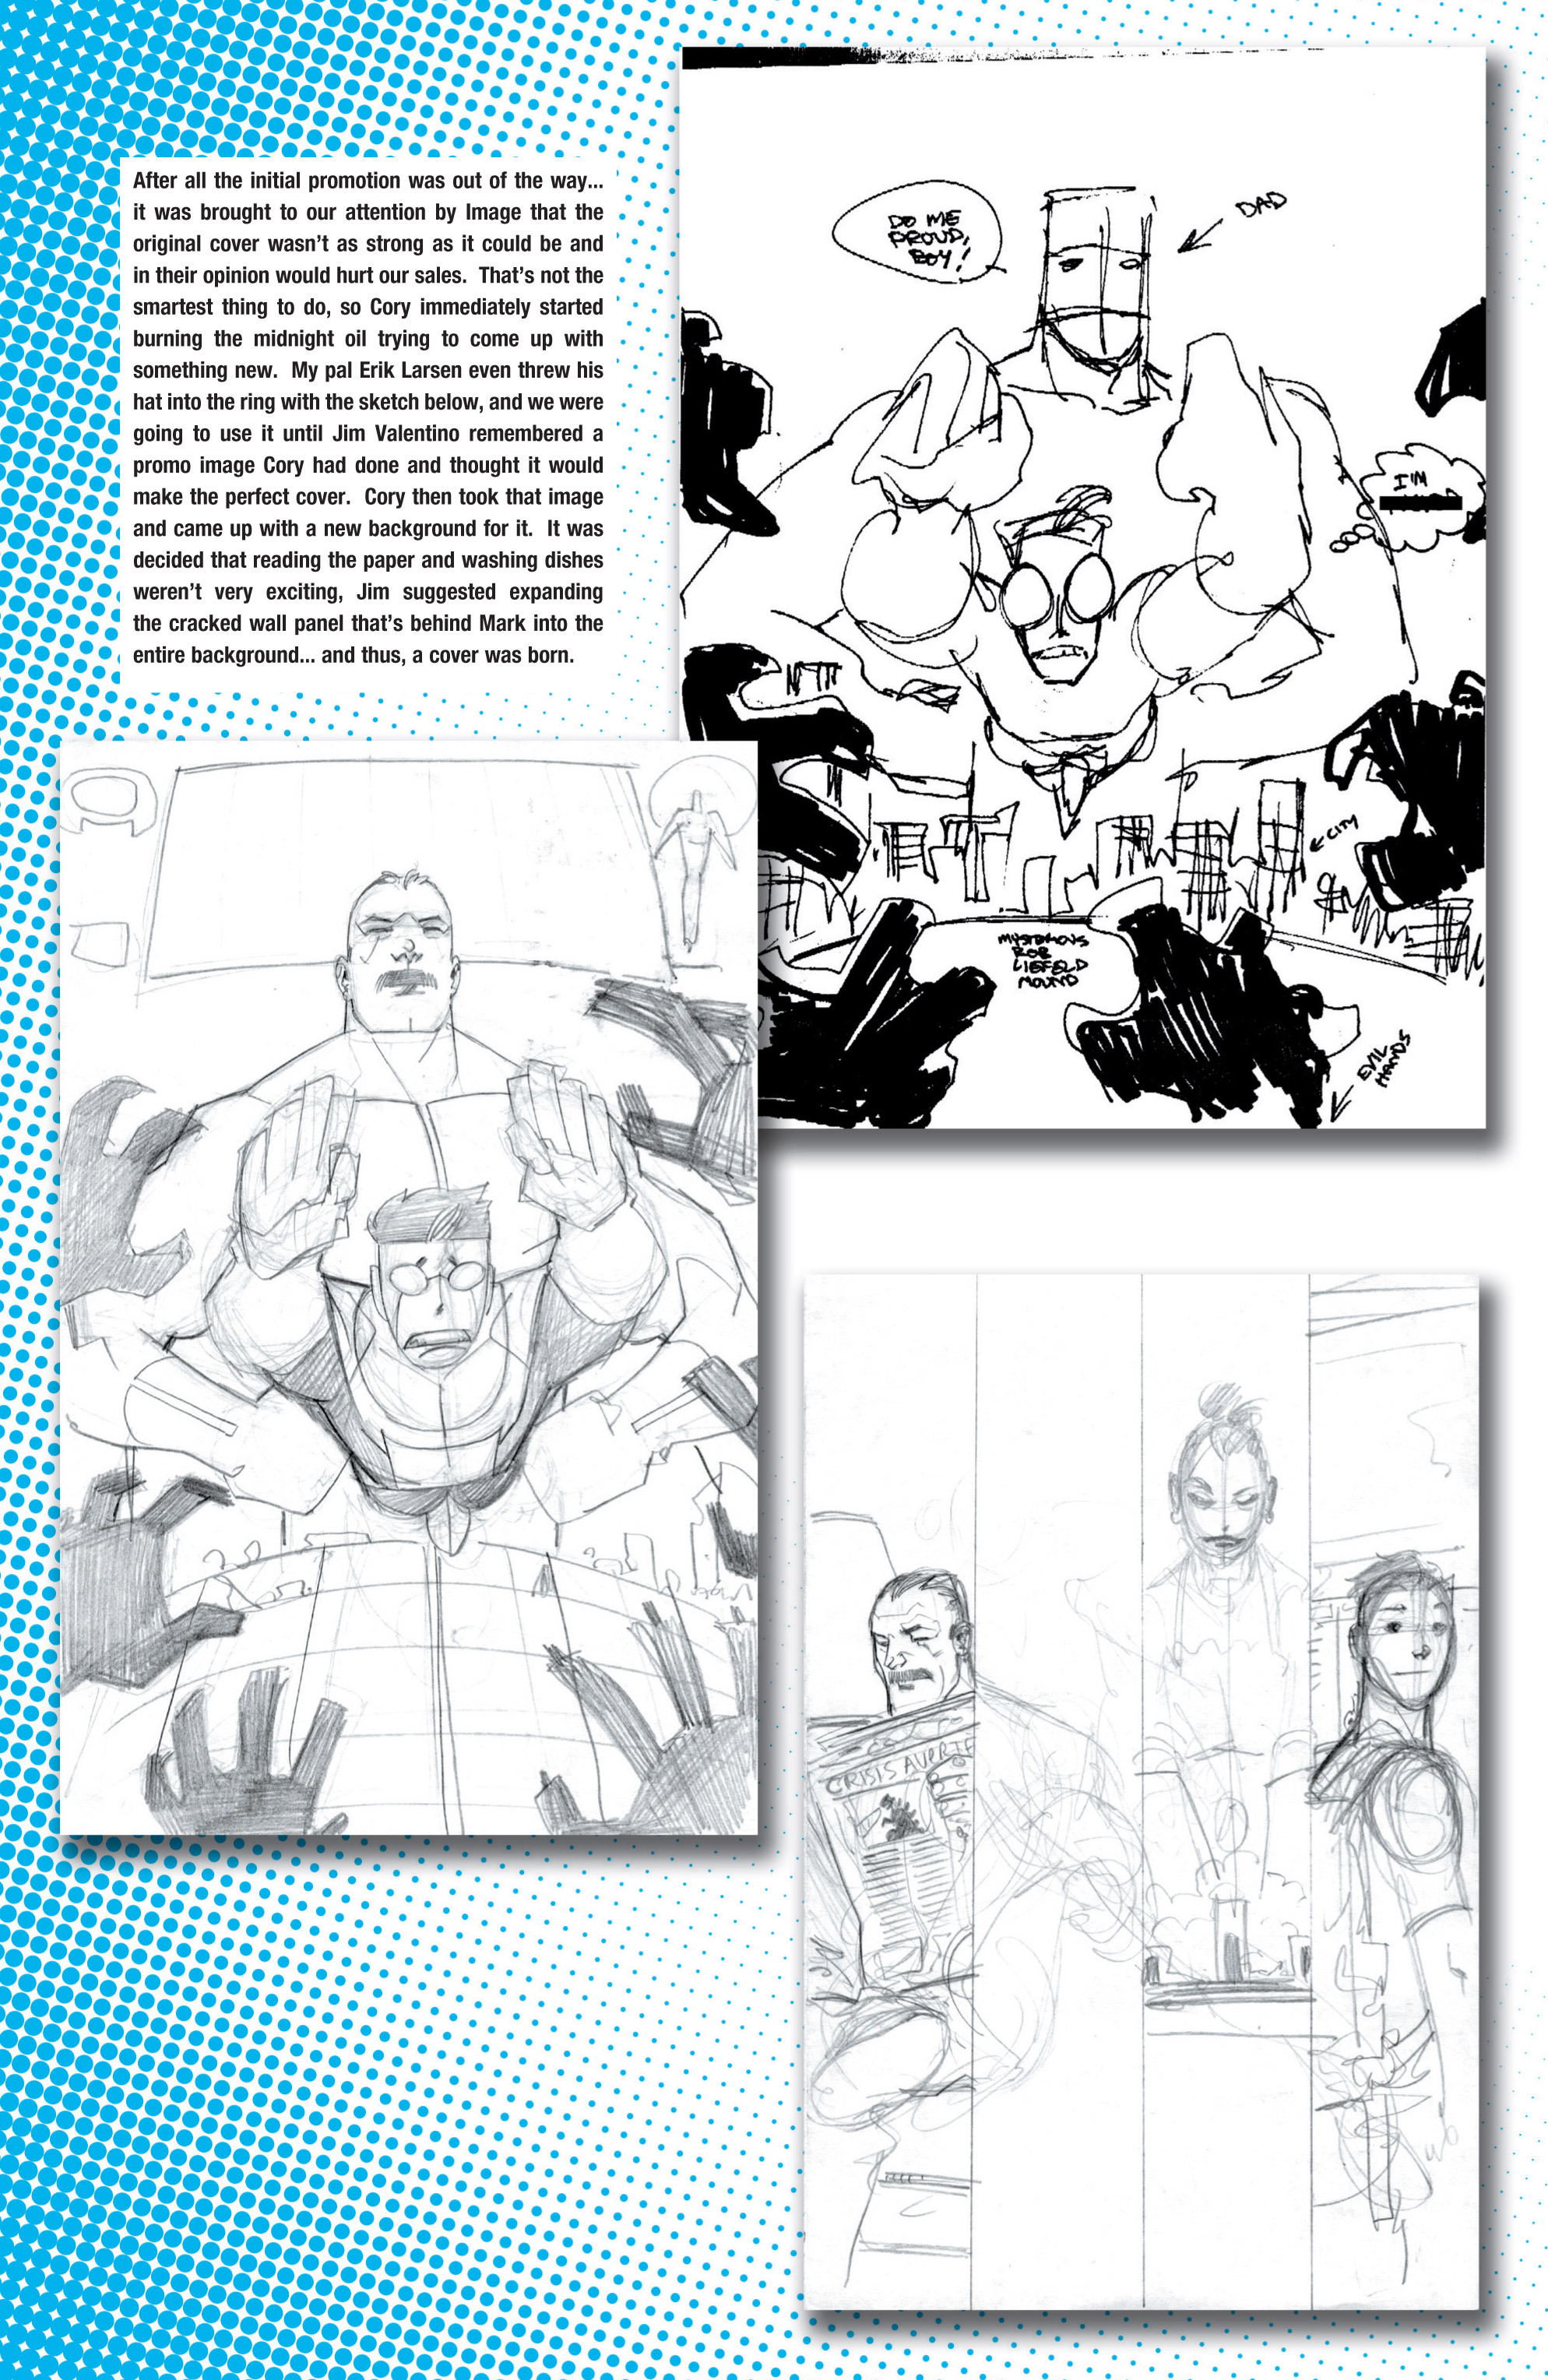 After all the initial promotion was out of the way...
it was brought to our attention by Image that the
original cover wasn't as strong as it could be and
in their opinion would hurt our sales.  That's not the
smartest thing to do, so Cory immediately started
burning the midnight oil trying to come up with
something new.  My pal Erik Larsen even threw his
hat into the ring with the sketch below, and we were
going to use it until Jim Valentino remembered a
promo image Cory had done and thought it would
make the perfect cover.  Cory then took that image
and came up with a new background for it.  It was
decided that reading the paper and washing dishes
weren't very exciting, Jim suggested expanding
the cracked wall panel that's behind Mark into the
entire background... and thus, a cover was born.
DO ME
PROUD,
BOY!
DAD
I'M
CITY
MYSTERIOUS
ROB
LIEFELD
MOUND
EVIL
HANDS
CRISIS AVERTE